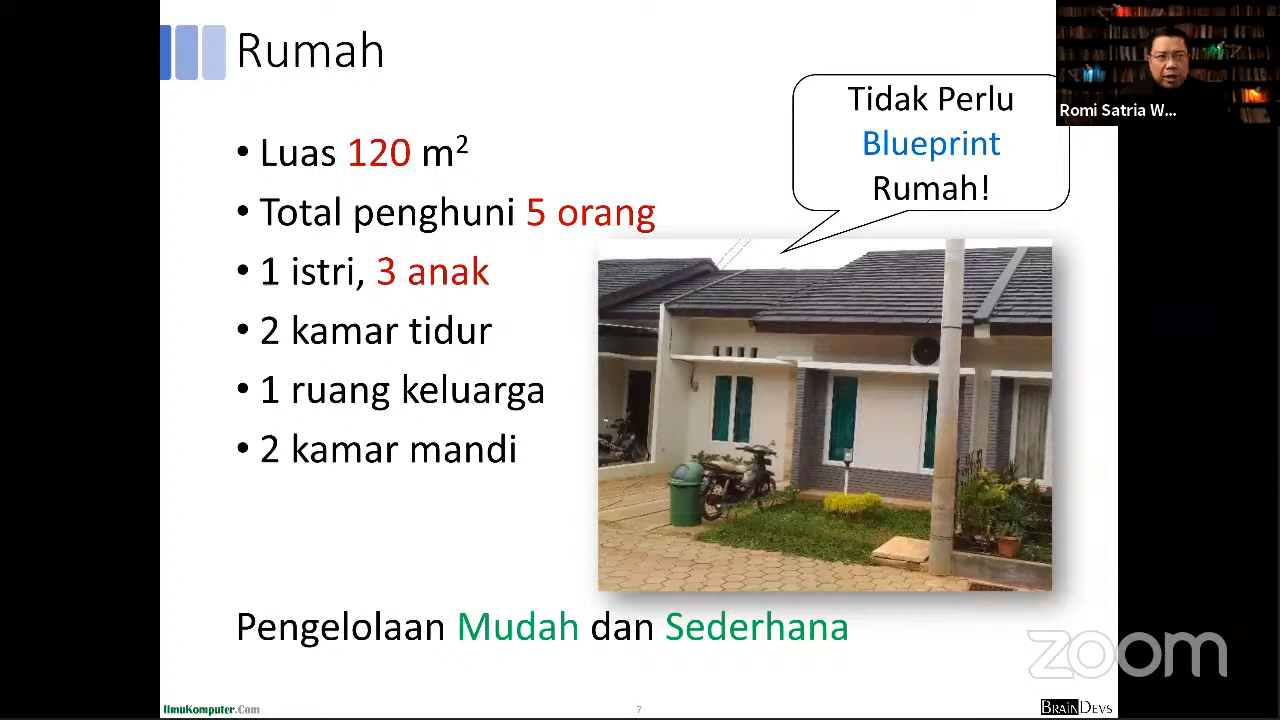 Rumah
Tidak Perlu
Blueprint
Rumah!
Romi Satria W...
• Luas 120 m²
• Total penghuni 5 orang
• 1 istri, 3 anak
• 2 kamar tidur
• 1 ruang keluarga
• 2 kamar mandi
Pengelolaan Mudah dan Sederhana
zoom
IlmuKomputer.Com
7
BRAINDEVS